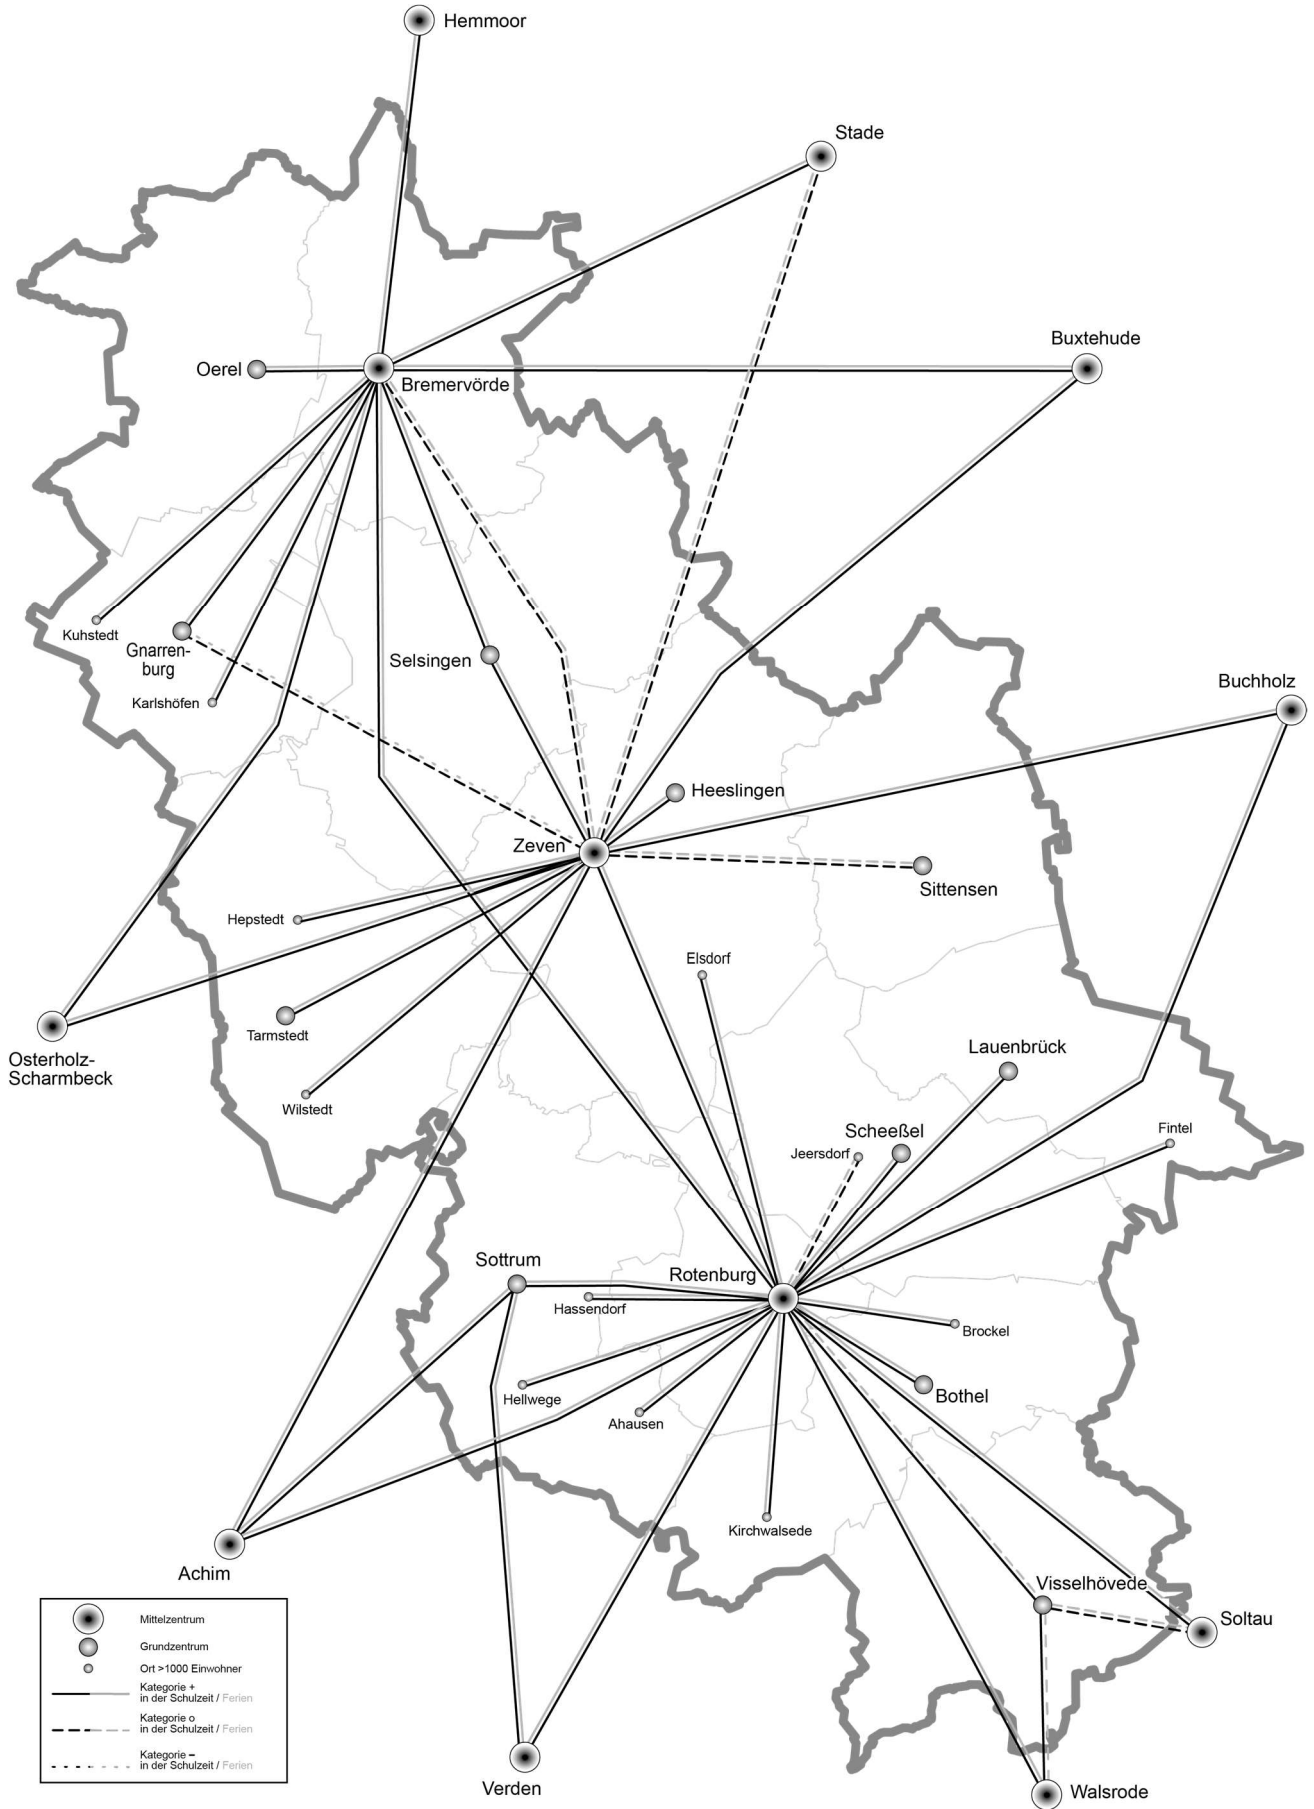 Hemmoor
Stade
Buxtehude
Oerel
Bremervörde
Kuhstedt
Gnarren-
burg
Selsingen
Karlshöfen
Buchholz
Heeslingen
Zeven
Sittensen
Hepstedt
Elsdorf
Tarmstedt
Osterholz-
Scharmbeck
Lauenbrück
Wilstedt
Fintel
Scheeßel
Jeersdorf
Sottrum
Rotenburg
Hassendorf
Brockel
Hellwege
Bothel
Ahausen
Kirchwalsede
Achim
Visselhövede
Soltau
Verden
Walsrode
Mittelzentrum
Grundzentrum
Ort >1000 Einwohner
Kategorie +
in der Schulzeit / Ferien
Kategorie o
in der Schulzeit / Ferien
Kategorie –
in der Schulzeit / Ferien